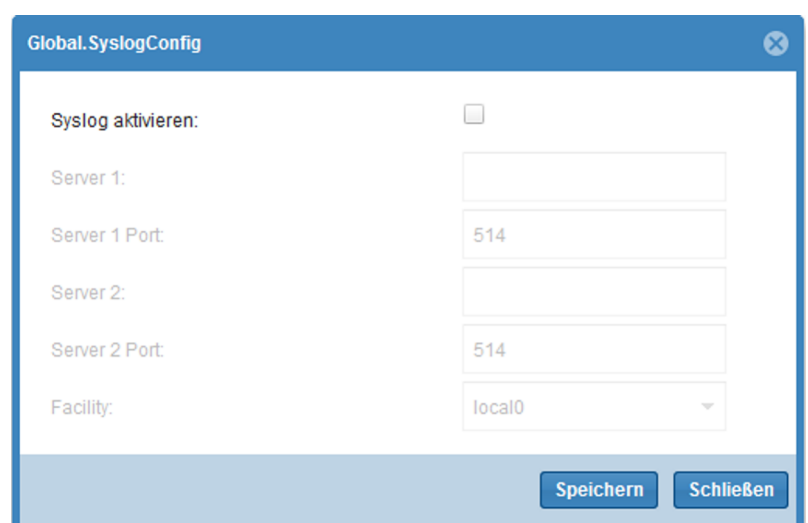 Global.SyslogConfig
Syslog aktivieren:
Server 1:
Server 1 Port: 514
Server 2:
Server 2 Port: 514
Facility: local0
Speichern Schließen